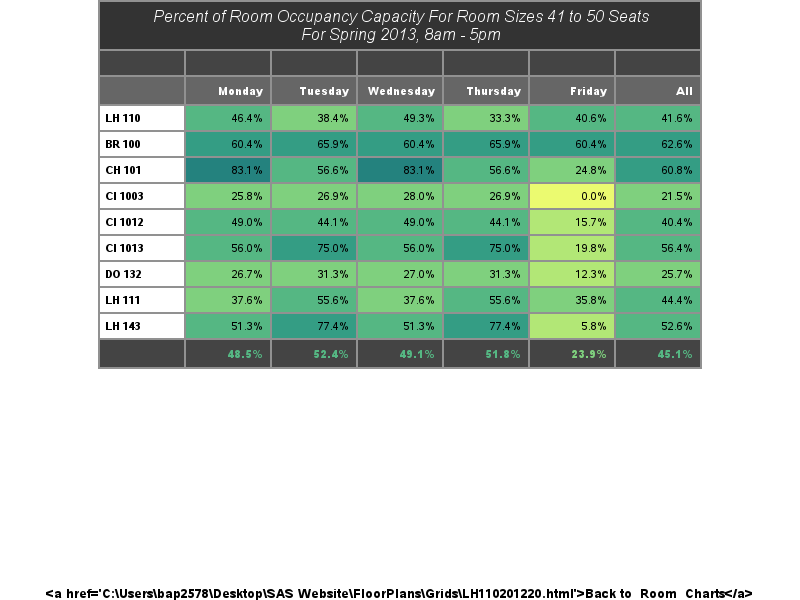 Percent of Room Occupancy Capacity For Room Sizes 41 to 50 Seats
For Spring 2013, 8am - 5pm
Monday Tuesday Wednesday Thursday Friday All
LH 110 46.4% 38.4% 49.3% 33.3% 40.6% 41.6%
BR 100 60.4% 65.9% 60.4% 65.9% 60.4% 62.6%
CH 101 83.1% 56.6% 83.1% 56.6% 24.8% 60.8%
CI 1003 25.8% 26.9% 28.0% 26.9% 0.0% 21.5%
CI 1012 49.0% 44.1% 49.0% 44.1% 15.7% 40.4%
CI 1013 56.0% 75.0% 56.0% 75.0% 19.8% 56.4%
DO 132 26.7% 31.3% 27.0% 31.3% 12.3% 25.7%
LH 111 37.6% 55.6% 37.6% 55.6% 35.8% 44.4%
LH 143 51.3% 77.4% 51.3% 77.4% 5.8% 52.6%
48.5% 52.4% 49.1% 51.8% 23.9% 45.1%
<a href='C:\Users\bap2578\Desktop\SAS Website\FloorPlans\Grids\LH110201220.html'>Back to Room Charts</a>